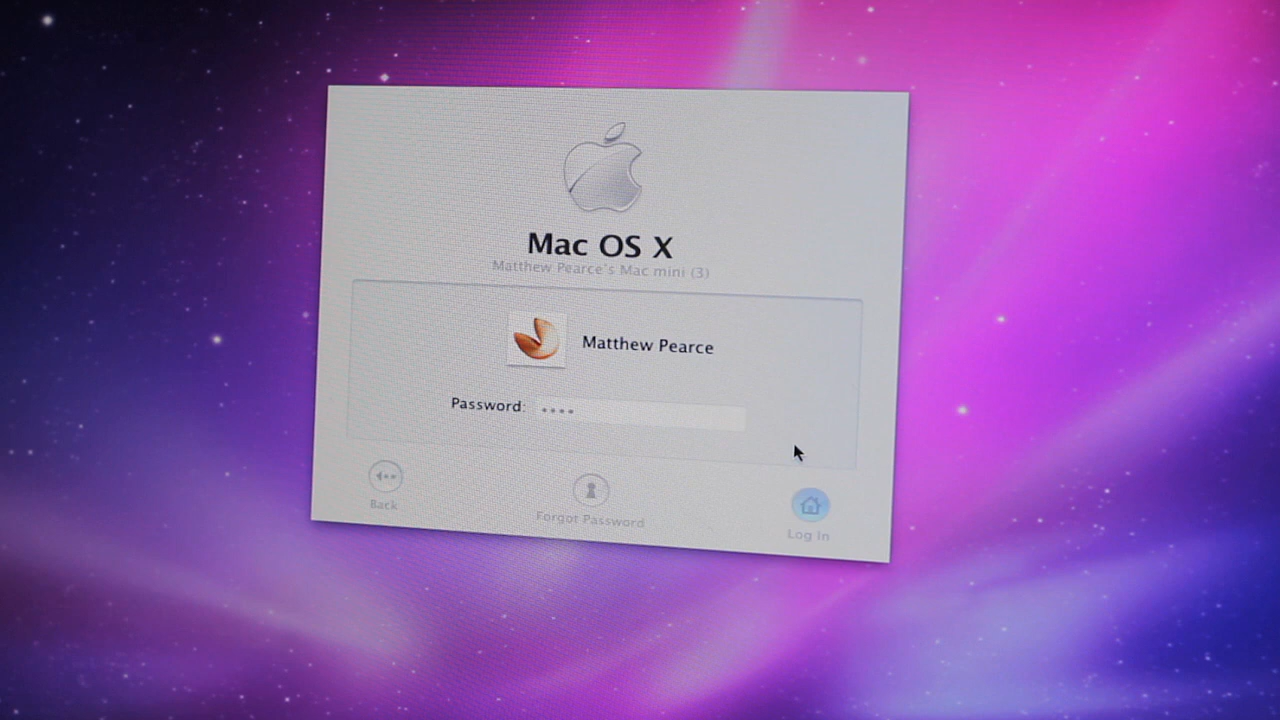 Mac OS X
Matthew Pearce's Mac mini (3)
Matthew Pearce
Password: ••••
Back
Forgot Password
Log In